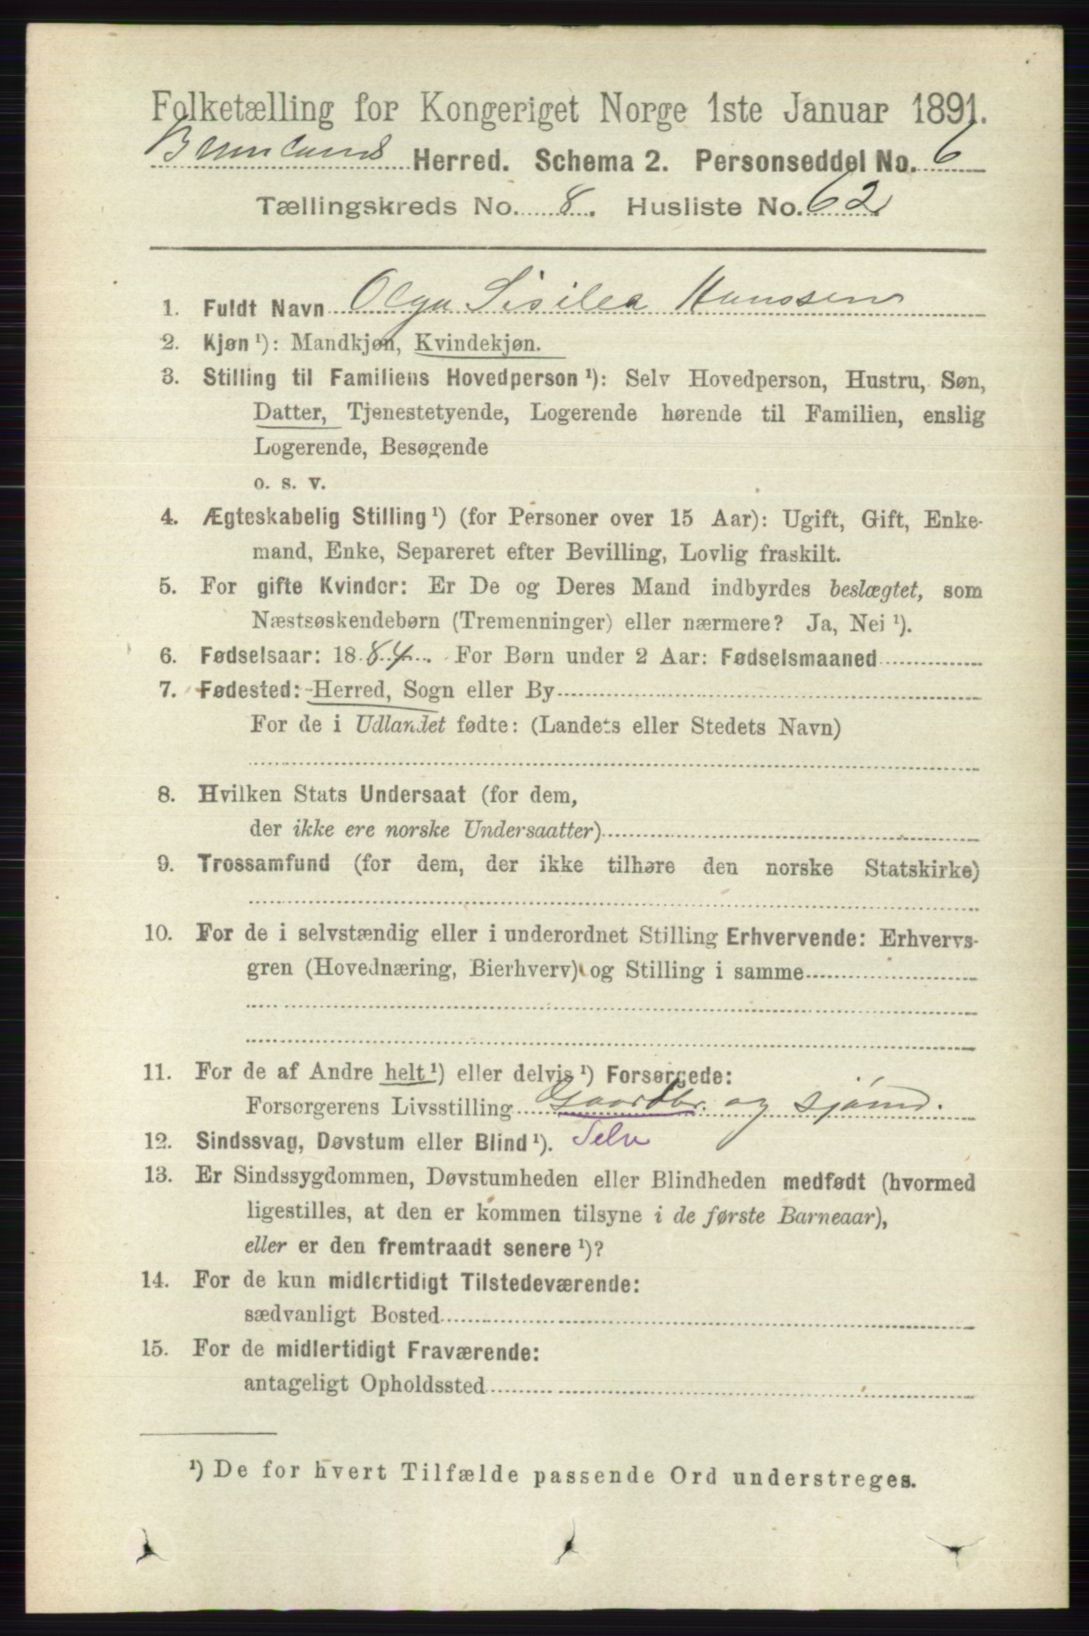 Folketælling for Kongeriget Norge 1ste Januar 1891.
Brunlanes Herred. Schema 2. Personseddel No. 6
Tællingskreds No. 8. Husliste No. 62.
1. Fuldt Navn Olga Sisilea Hanssen
2. Kjøn ¹): Mandkjøn, Kvindekjøn.
3. Stilling til Familiens Hovedperson ¹): Selv Hovedperson, Hustru, Søn,
Datter, Tjenestetyende, Logerende hørende til Familien, enslig
Logerende, Besøgende
o. s. v.
4. Ægteskabelig Stilling ¹) (for Personer over 15 Aar): Ugift, Gift, Enke-
mand, Enke, Separeret efter Bevilling, Lovlig fraskilt.
5. For gifte Kvinder: Er De og Deres Mand indbyrdes beslægtet, som
Næstsøskendebørn (Tremenninger) eller nærmere? Ja, Nei ¹).
6. Fødselsaar: 1884. For Børn under 2 Aar: Fødselsmaaned
7. Fødested: Herred, Sogn eller By
For de i Udlandet fødte: (Landets eller Stedets Navn)
8. Hvilken Stats Undersaat (for dem,
der ikke ere norske Undersaatter)
9. Trossamfund (for dem, der ikke tilhøre den norske Statskirke)
10. For de i selvstændig eller i underordnet Stilling Erhvervende: Erhvervs-
gren (Hovednæring, Bierhverv) og Stilling i samme
11. For de af Andre helt ¹) eller delvis ¹) Forsørgede:
Forsørgerens Livsstilling Gaardbr. og sjømd.
12. Sindssvag, Døvstum eller Blind ¹). Selv
13. Er Sindssygdommen, Døvstumheden eller Blindheden medfødt (hvormed
ligestilles, at den er kommen tilsyne i de første Barneaar),
eller er den fremtraadt senere ¹)?
14. For de kun midlertidigt Tilstedeværende:
sædvanligt Bosted
15. For de midlertidigt Fraværende:
antageligt Opholdssted
¹) De for hvert Tilfælde passende Ord understreges.